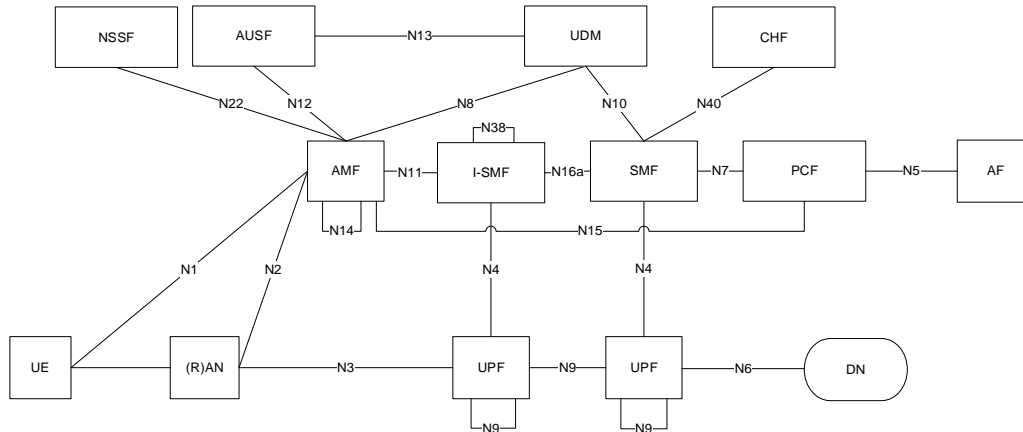 NSSF
AUSF
N13
UDM
CHF
N22
N12
N8
N10
N40
N38
AMF
N11
I-SMF
N16a
SMF
N7
PCF
N5
AF
N14
N15
N1
N2
N4
N4
UE
(R)AN
N3
UPF
N9
UPF
N6
DN
N9
N9